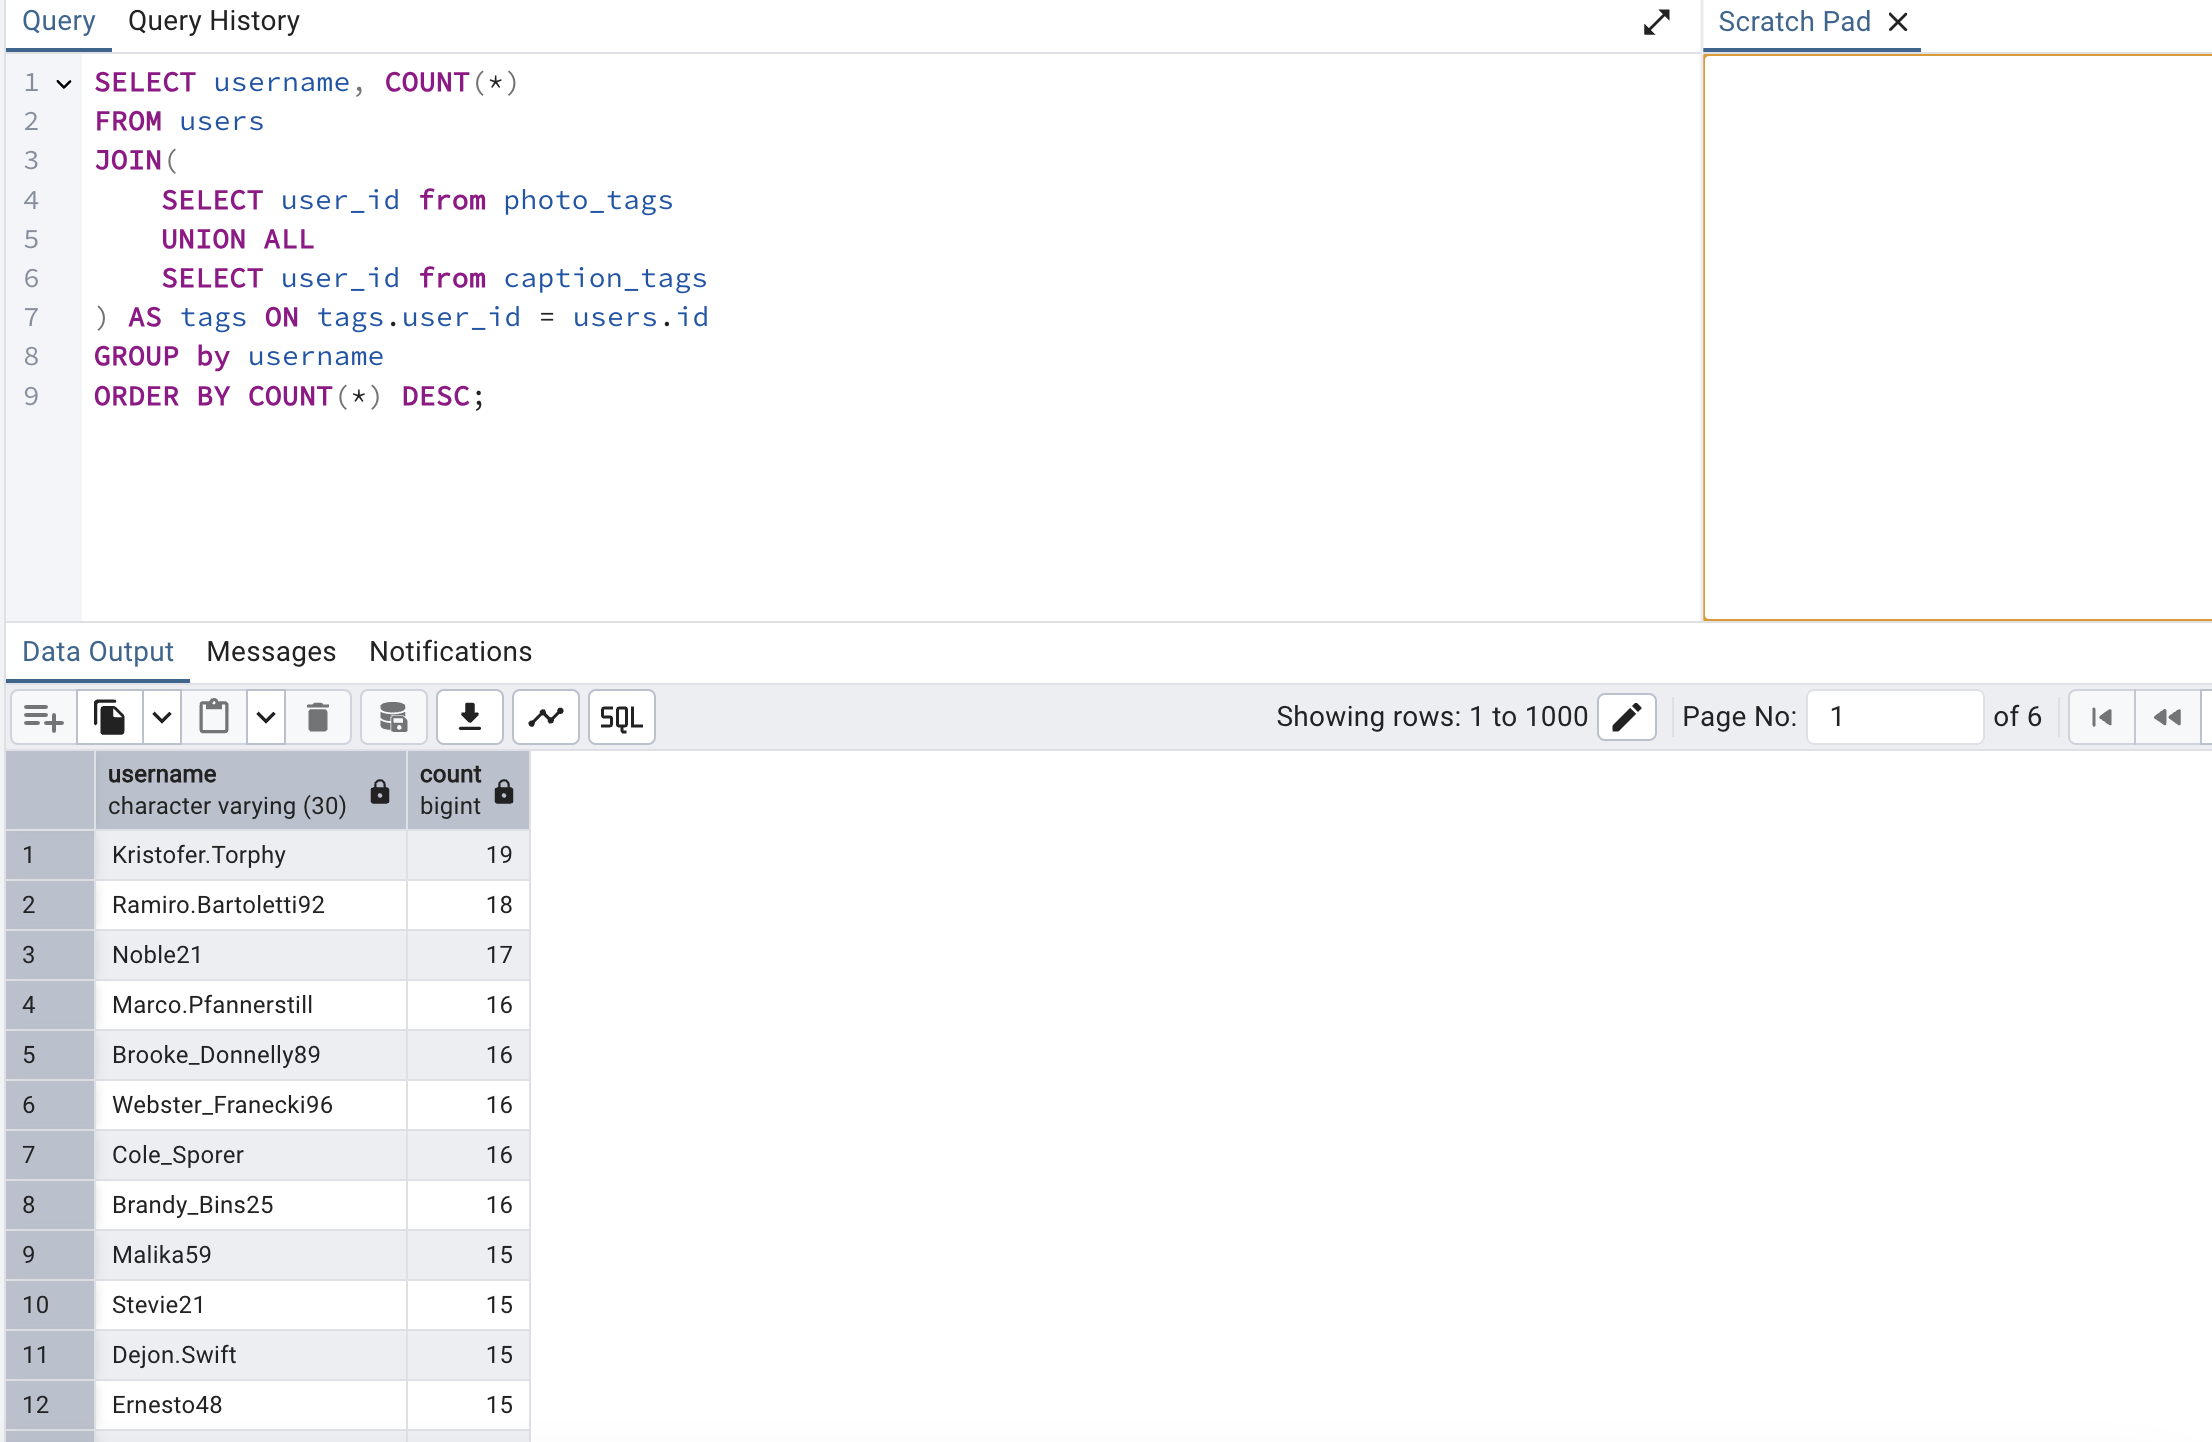 Query Query History Scratch Pad
1 SELECT username, COUNT(*)
2 FROM users
3 JOIN(
4 SELECT user_id from photo_tags
5 UNION ALL
6 SELECT user_id from caption_tags
7 ) AS tags ON tags.user_id = users.id
8 GROUP by username
9 ORDER BY COUNT(*) DESC;
Data Output Messages Notifications
SQL Showing rows: 1 to 1000 Page No: 1 of 6
username count
character varying (30) bigint
1 Kristofer.Torphy 19
2 Ramiro.Bartoletti92 18
3 Noble21 17
4 Marco.Pfannerstill 16
5 Brooke_Donnelly89 16
6 Webster_Franecki96 16
7 Cole_Sporer 16
8 Brandy_Bins25 16
9 Malika59 15
10 Stevie21 15
11 Dejon.Swift 15
12 Ernesto48 15